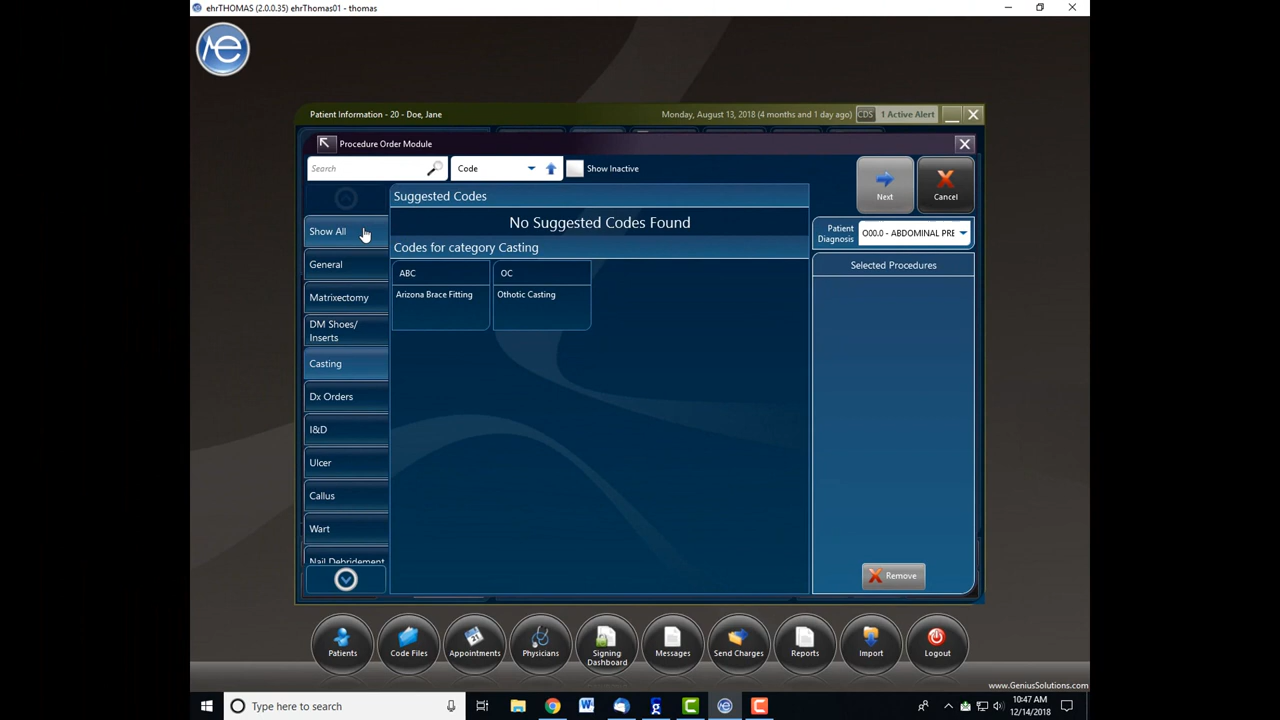 ehrTHOMAS (2.0.0.35) ehrThomas01 - thomas
Patient Information - 20 - Doe, Jane
Monday, August 13, 2018 (4 months and 1 day ago)
CDS
1 Active Alert
Procedure Order Module
Search
Code
Show Inactive
Next
Cancel
Show All
General
Matrixectomy
DM Shoes/
Inserts
Casting
Dx Orders
I&D
Ulcer
Callus
Wart
Nail Debridement
Suggested Codes
No Suggested Codes Found
Codes for category Casting
ABC
Arizona Brace Fitting
OC
Othotic Casting
Patient
Diagnosis
O00.0 - ABDOMINAL PRE
Selected Procedures
Remove
Patients
Code Files
Appointments
Physicians
Signing
Dashboard
Messages
Send Charges
Reports
Import
Logout
www.GeniusSolutions.com
Type here to search
10:47 AM
12/14/2018